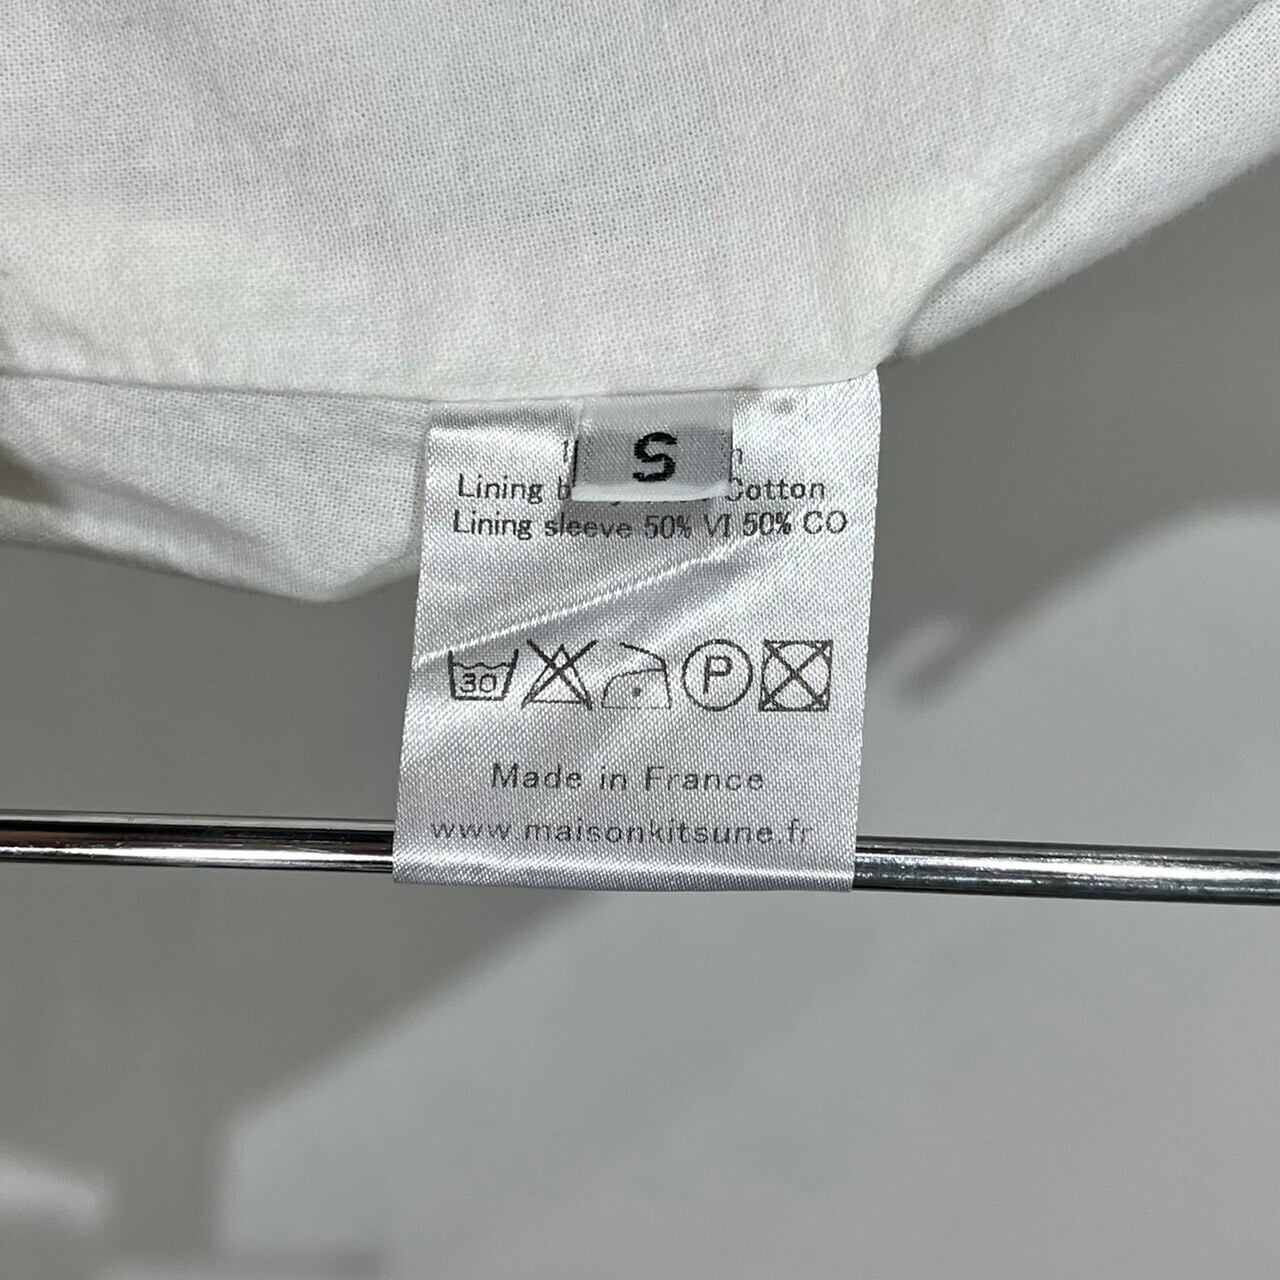 S
Lining Cotton
Lining sleeve 50% VI 50% CO
30 P
Made in France
www.maisonkitsune.fr